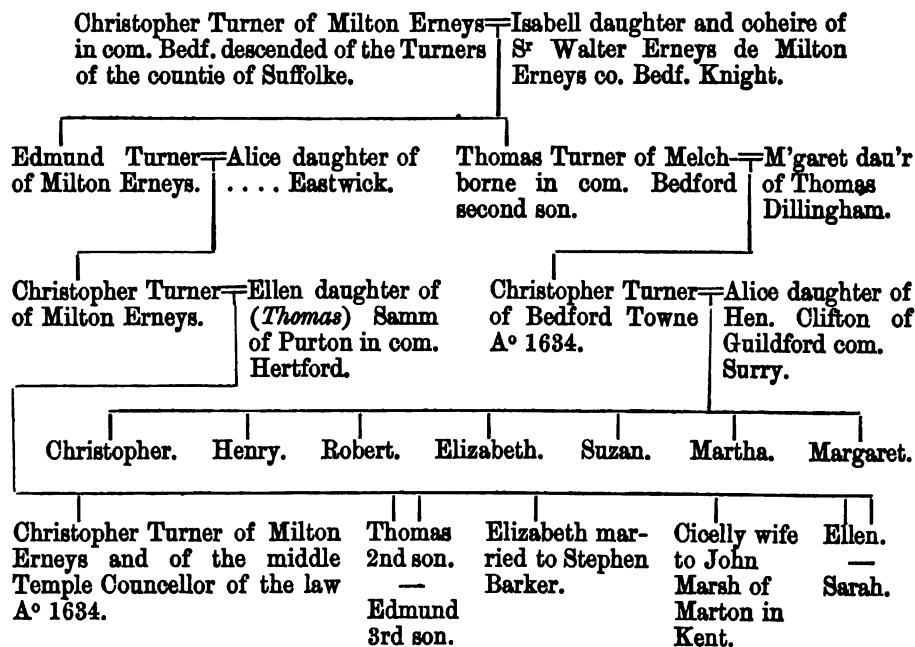 Christopher Turner of Milton Erneys
in com. Bedf. descended of the Turners
of the countie of Suffolke.
Isabell daughter and coheire of
Sr Walter Erneys de Milton
Erneys co. Bedf. Knight.
Edmund Turner
of Milton Erneys.
Alice daughter of
.... Eastwick.
Thomas Turner of Melch-
borne in com. Bedford
second son.
M'garet dau'r
of Thomas
Dillingham.
Christopher Turner
of Milton Erneys.
Ellen daughter of
(Thomas) Samm
of Purton in com.
Hertford.
Christopher Turner
of Bedford Towne
Ao 1634.
Alice daughter of
Hen. Clifton of
Guildford com.
Surry.
Christopher. Henry. Robert. Elizabeth. Suzan. Martha. Margaret.
Christopher Turner of Milton
Erneys and of the middle
Temple Councellor of the law
Ao 1634.
Thomas
2nd son.
—
Edmund
3rd son.
Elizabeth mar-
ried to Stephen
Barker.
Cicelly wife
to John
Marsh of
Marton in
Kent.
Ellen.
—
Sarah.